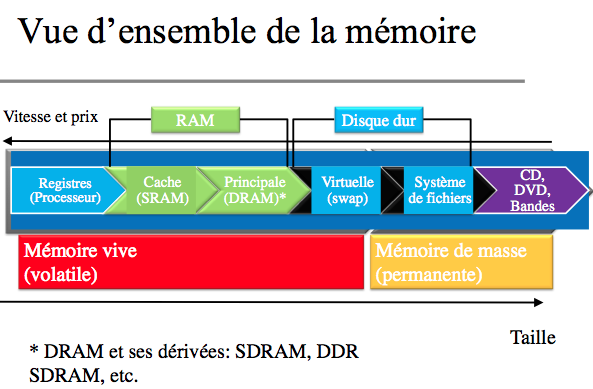 Vue d'ensemble de la mémoire
Vitesse et prix
RAM
Disque dur
Registres
(Processeur)
Cache
(SRAM)
Principale
(DRAM)*
Virtuelle
(swap)
Système
de fichiers
CD,
DVD,
Bandes
Mémoire vive
(volatile)
Mémoire de masse
(permanente)
Taille
* DRAM et ses dérivées: SDRAM, DDR
SDRAM, etc.